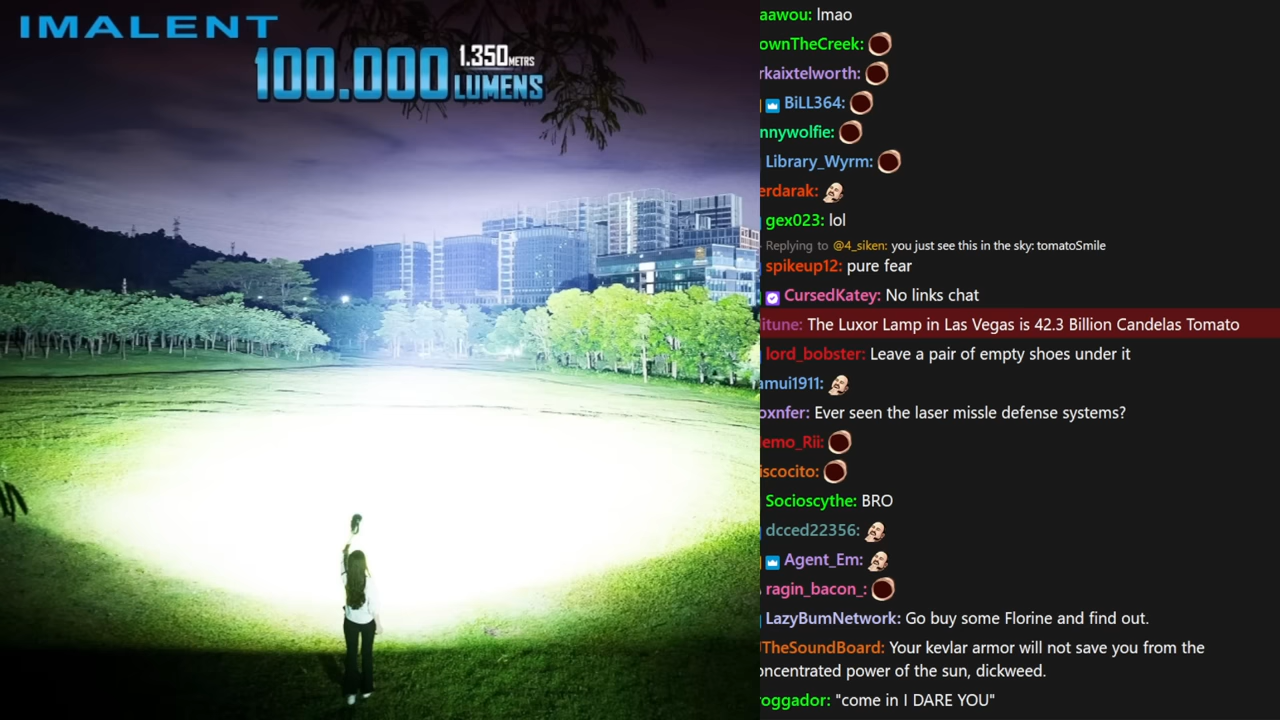 IMALENT
100.000 1.350 METRS
LUMENS
aawou: lmao
ownTheCreek:
rkaixtelworth:
BiLL364:
nnywolfie:
Library_Wyrm:
erdarak:
gex023: lol
Replying to @4_siken: you just see this in the sky: tomatoSmile
spikeup12: pure fear
CursedKatey: No links chat
itune: The Luxor Lamp in Las Vegas is 42.3 Billion Candelas Tomato
lord_bobster: Leave a pair of empty shoes under it
amui1911:
oxnfer: Ever seen the laser missle defense systems?
emo_Rii:
iscocito:
Socioscythe: BRO
dcced22356:
Agent_Em:
ragin_bacon_:
LazyBumNetwork: Go buy some Florine and find out.
TheSoundBoard: Your kevlar armor will not save you from the
oncentrated power of the sun, dickweed.
roggador: "come in I DARE YOU"